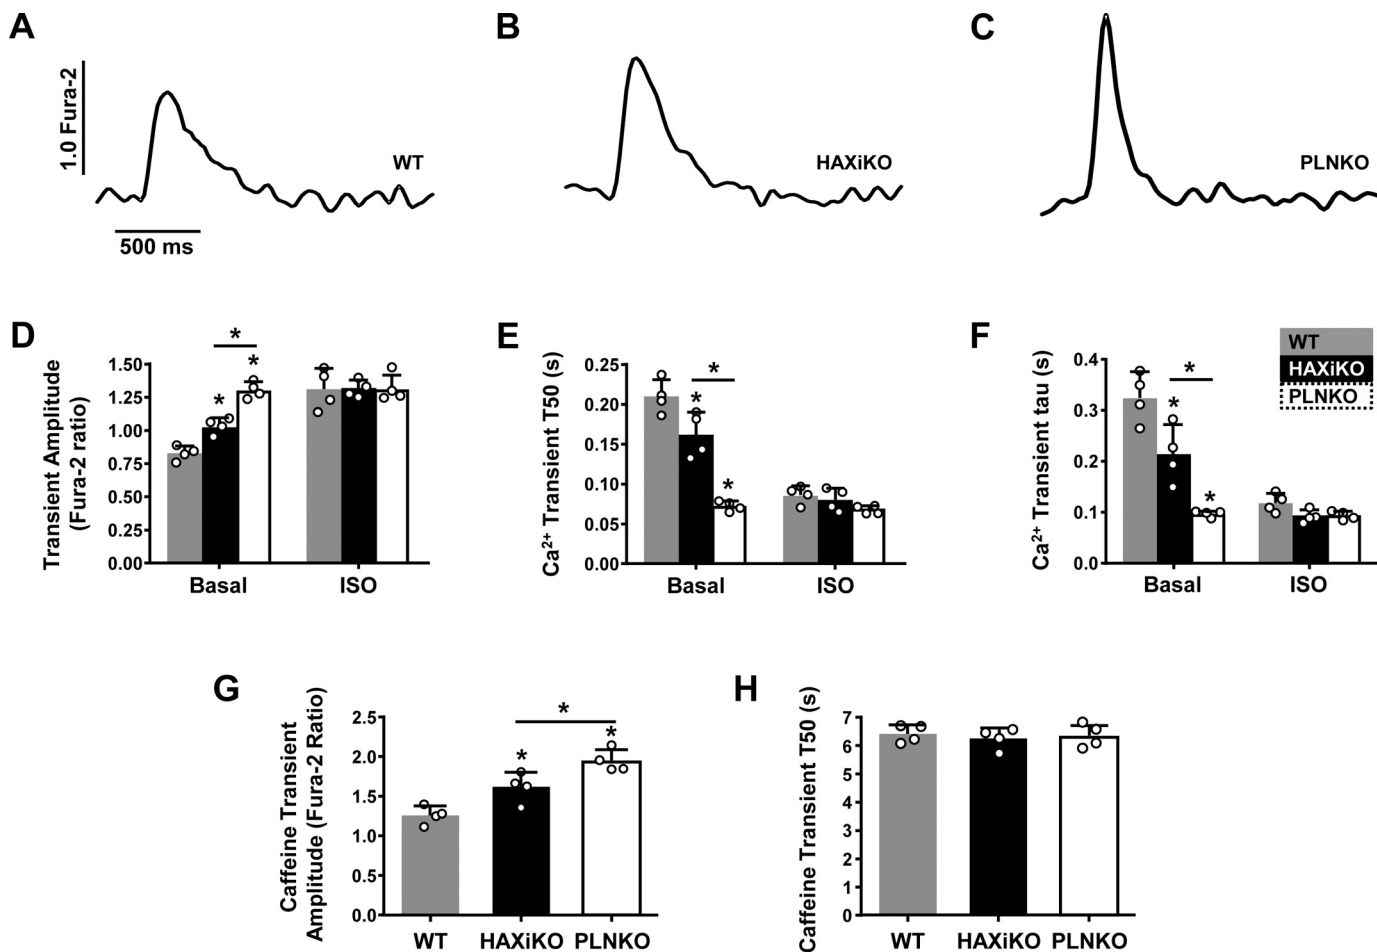 A
B
C
1.0 Fura-2
WT
HAXiKO
PLNKO
500 ms
D
Transient Amplitude
(Fura-2 ratio)
1.50
1.25
1.00
0.75
0.50
0.25
0.00
*
*
*
Basal
ISO
E
Ca²⁺ Transient T50 (s)
0.25
0.20
0.15
0.10
0.05
0.00
*
*
*
Basal
ISO
F
Ca²⁺ Transient tau (s)
0.4
0.3
0.2
0.1
0.0
*
*
*
Basal
ISO
WT
HAXiKO
PLNKO
G
Caffeine Transient
Amplitude (Fura-2 Ratio)
2.5
2.0
1.5
1.0
0.5
0.0
*
*
*
WT
HAXiKO
PLNKO
H
Caffeine Transient T50 (s)
7
6
5
4
3
2
1
0
WT
HAXiKO
PLNKO